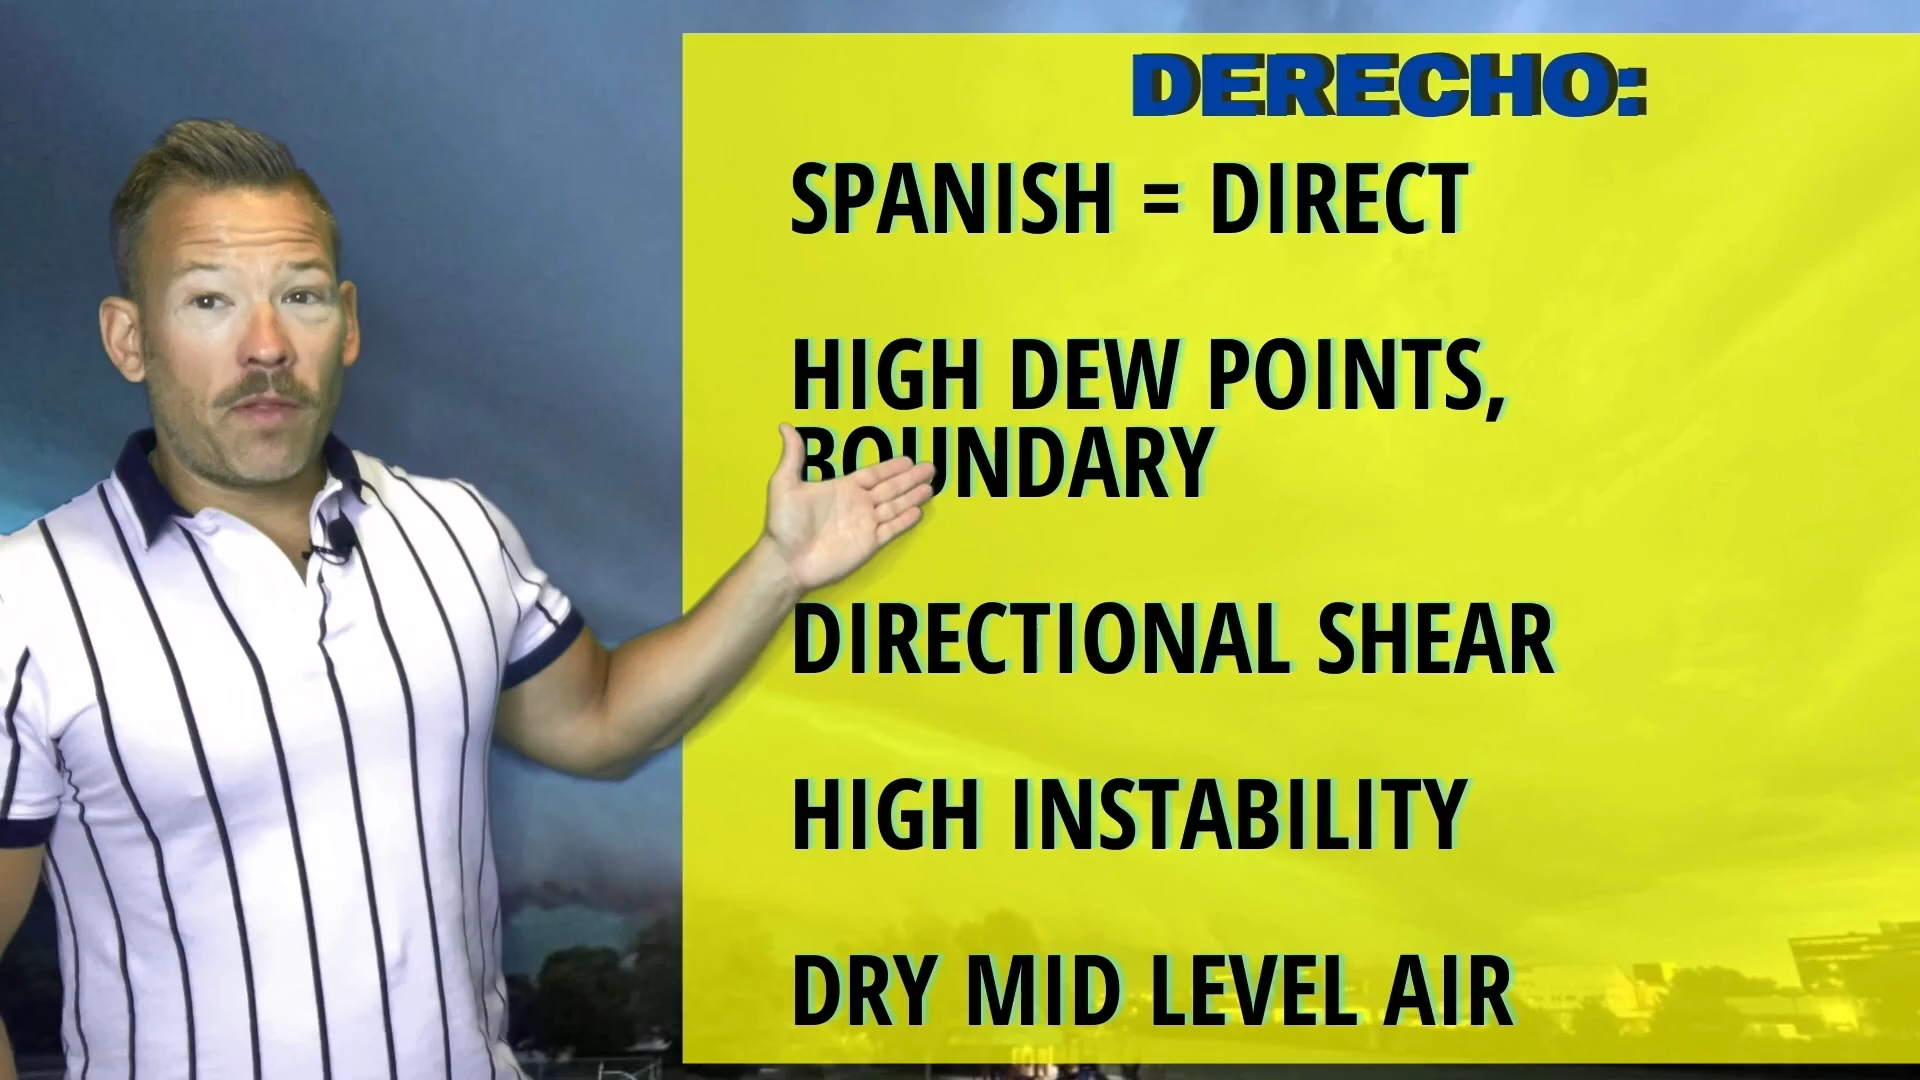 DERECHO:
SPANISH = DIRECT
HIGH DEW POINTS,
BOUNDARY
DIRECTIONAL SHEAR
HIGH INSTABILITY
DRY MID LEVEL AIR